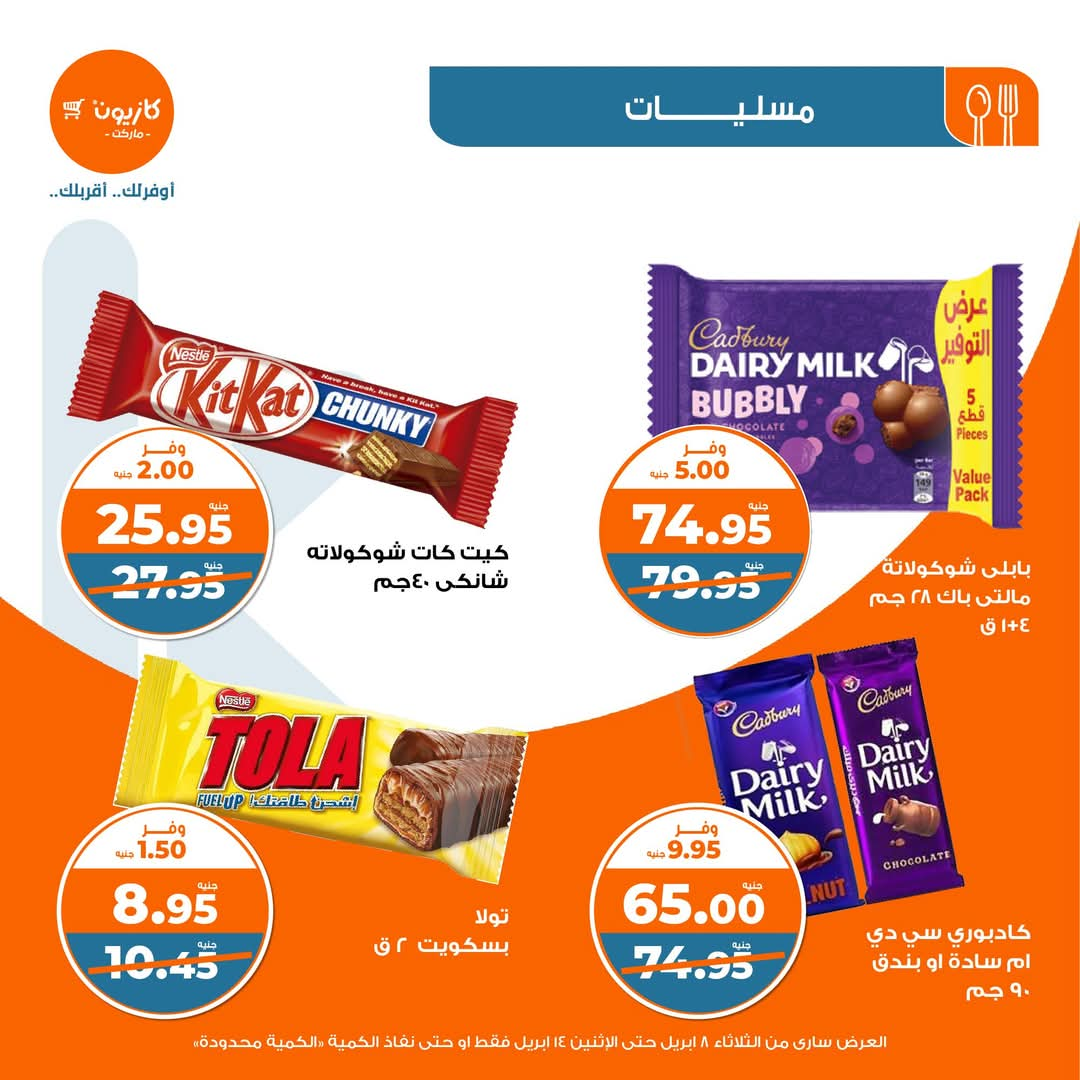 كازيون
- ماركت -
أوفرلك.. أقربلك..
مسليـــــات
Nestlé
KitKat
CHUNKY
Have a break, have a Kit Kat.
وفر
2.00 جنيه
25.95 جنيه
27.95 جنيه
كيت كات شوكولاته
شانكى ٤٠جم
Cadbury
DAIRY MILK
BUBBLY
CHOCOLATE
عرض
التوفير
5
قطع
Pieces
Value
Pack
149
وفر
5.00 جنيه
74.95 جنيه
79.95 جنيه
بابلى شوكولاتة
مالتى باك ٢٨ جم
٤+١ ق
Nestlé
TOLA
FUEL UP إشحن طاقتك!
وفر
1.50 جنيه
8.95 جنيه
10.45 جنيه
تولا
بسكويت ٢ ق
Cadbury
Dairy
Milk
NUT
Cadbury
Dairy
Milk
CHOCOLATE
وفر
9.95 جنيه
65.00 جنيه
74.95 جنيه
كادبوري سي دي
ام سادة او بندق
٩٠ جم
العرض سارى من الثلاثاء ٨ ابريل حتى الإثنين ١٤ ابريل فقط او حتى نفاذ الكمية «الكمية محدودة»